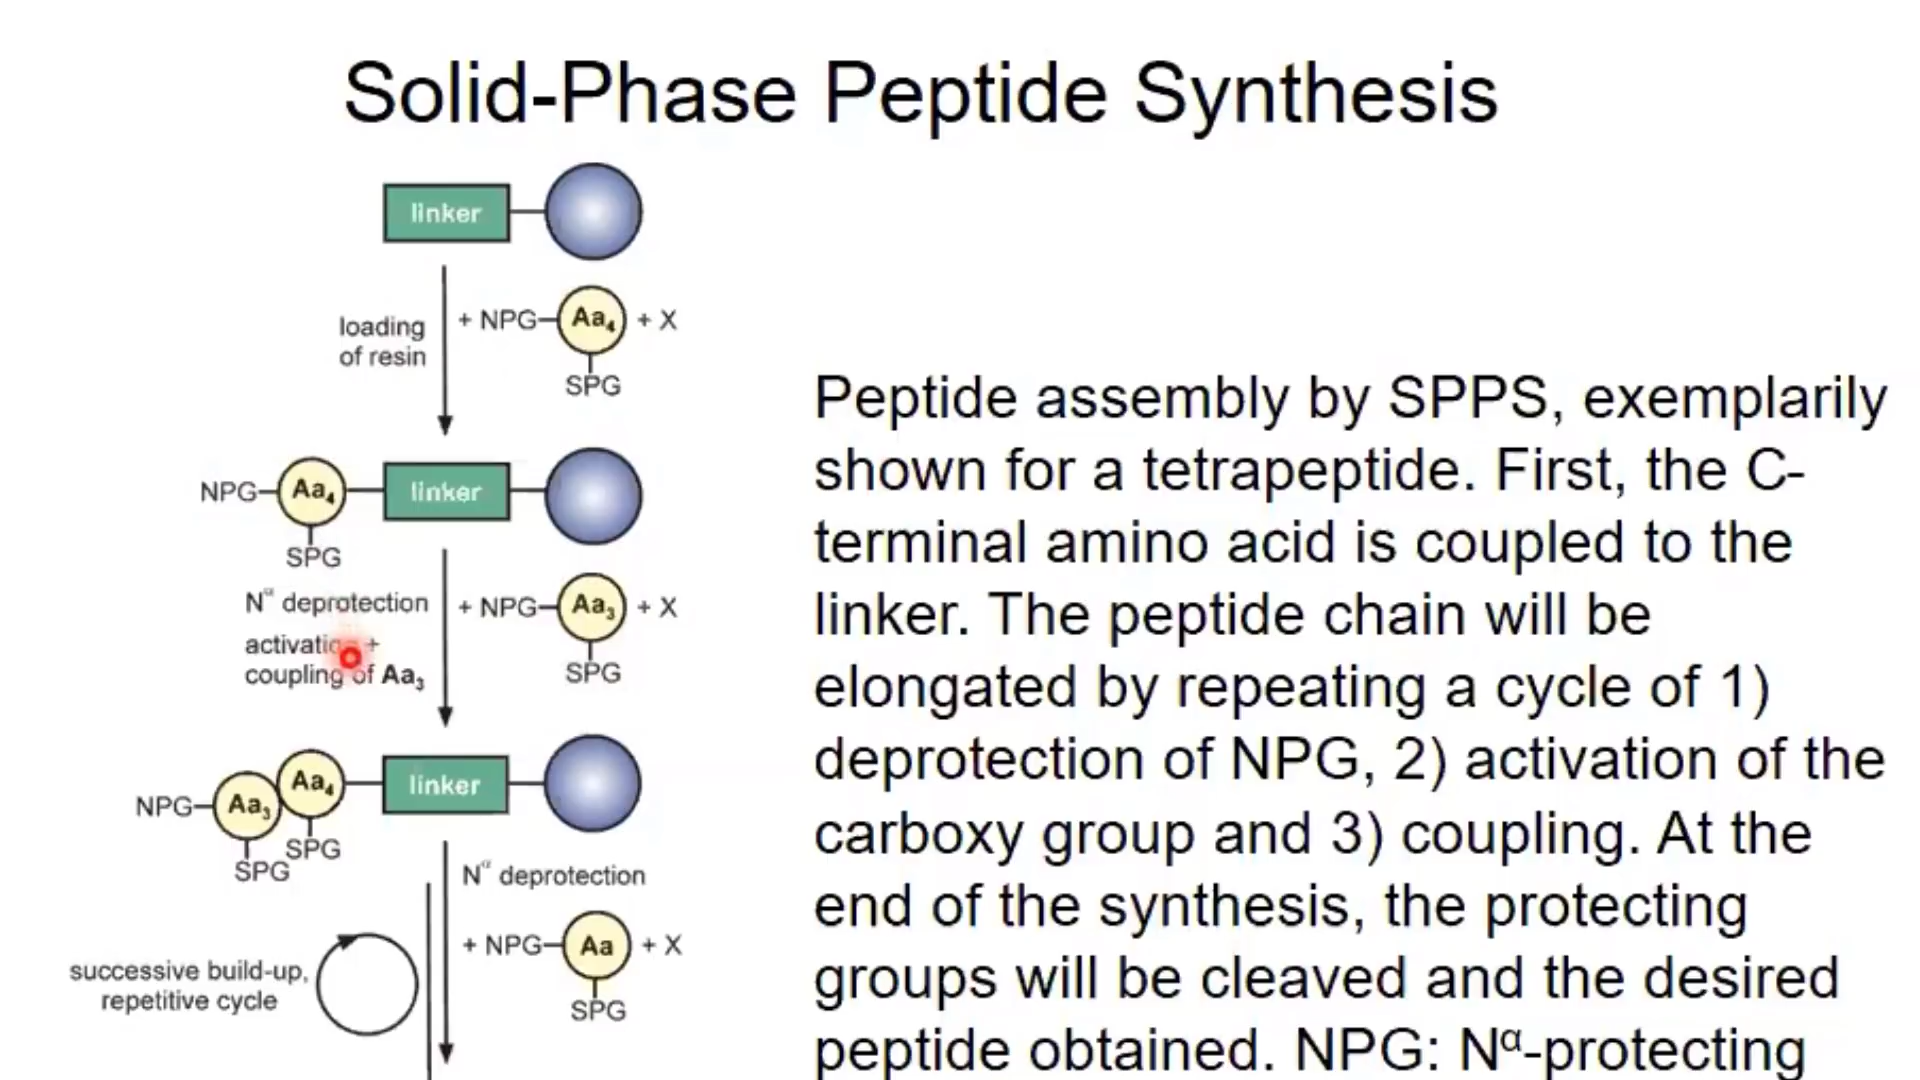 Solid-Phase Peptide Synthesis
linker
loading
of resin
+ NPG–Aa₄ + X
SPG
NPG–Aa₄ linker
SPG
Nα deprotection
activation +
coupling of Aa₃
+ NPG–Aa₃ + X
SPG
NPG–Aa₃ Aa₄ linker
SPG
SPG
Nα deprotection
+ NPG–Aa + X
SPG
successive build-up,
repetitive cycle
Peptide assembly by SPPS, exemplarily
shown for a tetrapeptide. First, the C-
terminal amino acid is coupled to the
linker. The peptide chain will be
elongated by repeating a cycle of 1)
deprotection of NPG, 2) activation of the
carboxy group and 3) coupling. At the
end of the synthesis, the protecting
groups will be cleaved and the desired
peptide obtained. NPG: Nα-protecting